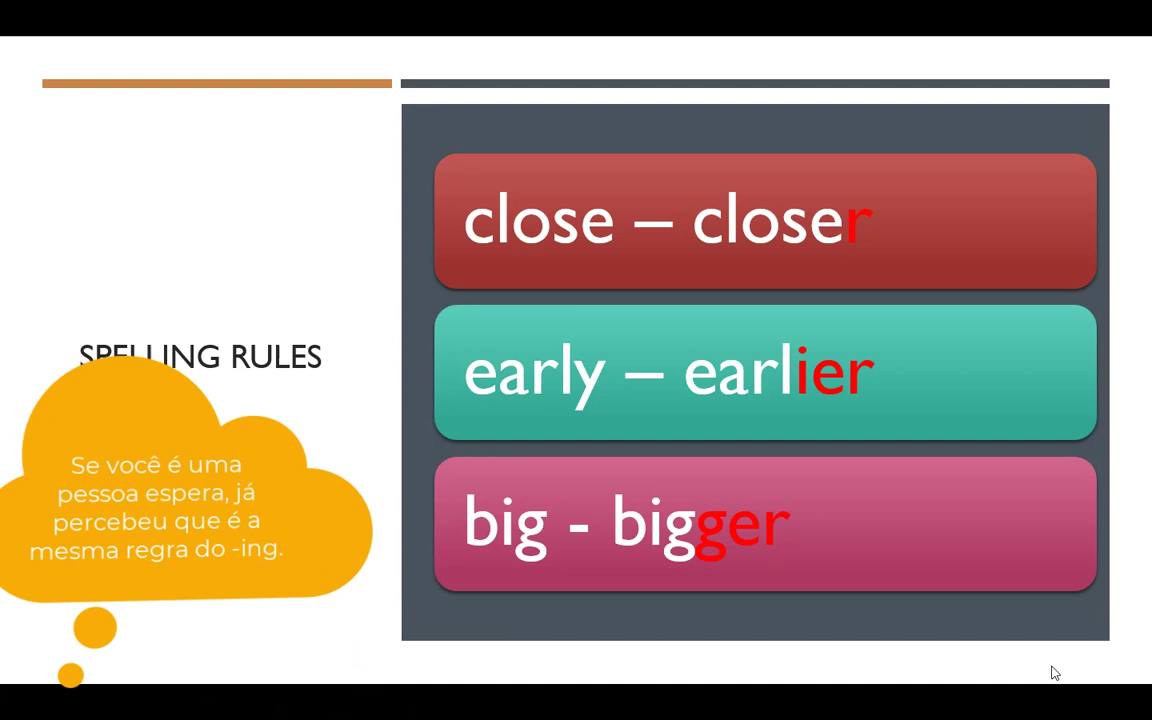 SPELLING RULES
Se você é uma
pessoa espera, já
percebeu que é a
mesma regra do -ing.
close – closer
early – earlier
big - bigger